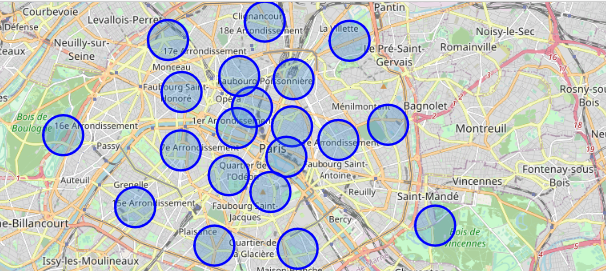 Courbevoie
Défense
Levallois-Perret
Clignancourt
Pantin
Noisy-le-Sec
Neuilly-sur-
Seine
17e Arrondissement
18e Arrondissement
La Villette
Le Pré-Saint-
Gervais
Romainville
Monceau
Faubourg Saint-
Honoré
Faubourg Poissonnière
Opéra
Rosny-sous
Bois
Bois de
Boulogne
16e Arrondissement
Passy
1er Arrondissement
Ménilmontant
Bagnolet
Montreuil
Paris
7e Arrondissement
Arrondissement
Quartier de
l'Odéon
Faubourg Saint-
Antoine
Auteuil
Grenelle
15e Arrondissement
Reuilly
Saint-Mandé
Vincennes
Fontenay-sous
Bois
ne-Billancourt
Faubourg Saint-
Jacques
Bercy
Plaisance
Quartier de
la Glacière
Bois de
Vincennes
Issy-les-Moulineaux
Maison Blanche